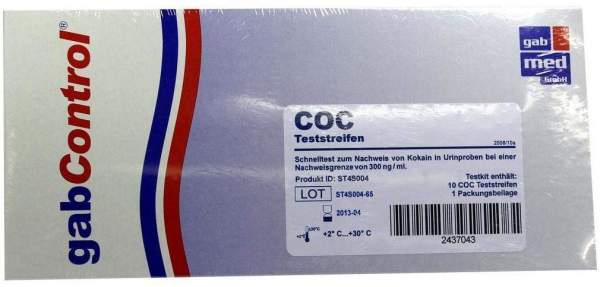 gabControl®
gab
med
GmbH
COC
Teststreifen
2008/10a
Schnelltest zum Nachweis von Kokain in Urinproben bei einer
Nachweisgrenze von 300 ng / ml.
Produkt ID: ST4S004
Testkit enthält:
LOT
ST4S004-65
10 COC Teststreifen
1 Packungsbeilage
2013-04
+2° C...+30° C
2437043